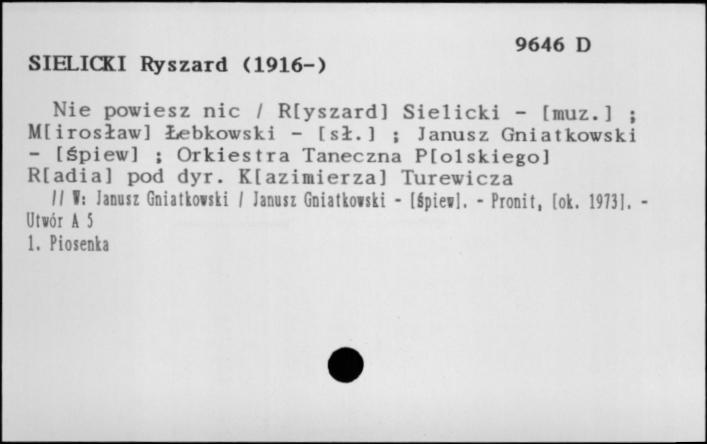 9646 D
SIELICKI Ryszard (1916-)
Nie powiesz nic / R[yszard] Sielicki - [muz.] ;
M[irosław] Łebkowski - [sł.] ; Janusz Gniatkowski
- [śpiew] ; Orkiestra Taneczna P[olskiego]
R[adia] pod dyr. K[azimierza] Turewicza
// W: Janusz Gniatkowski / Janusz Gniatkowski - [śpiew]. - Pronit, [ok. 1973]. -
Utwór A 5
1. Piosenka